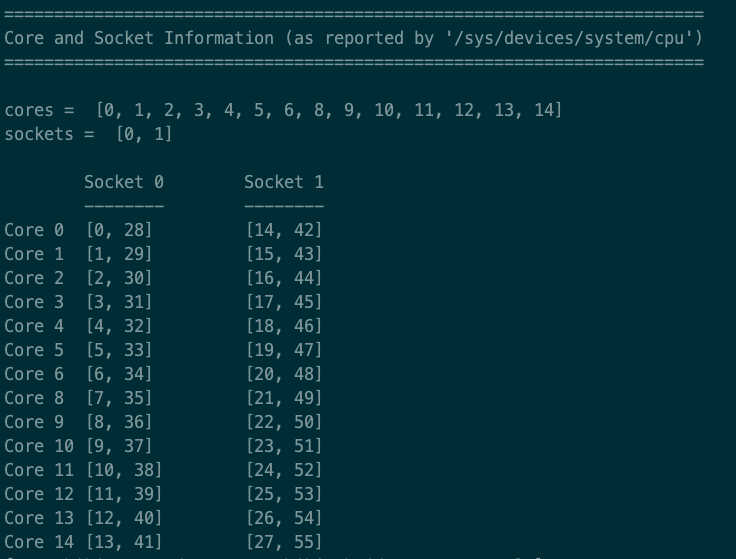 ======================================================================
Core and Socket Information (as reported by '/sys/devices/system/cpu')
======================================================================
cores =  [0, 1, 2, 3, 4, 5, 6, 8, 9, 10, 11, 12, 13, 14]
sockets =  [0, 1]
        Socket 0        Socket 1
        --------        --------
Core 0  [0, 28]         [14, 42]
Core 1  [1, 29]         [15, 43]
Core 2  [2, 30]         [16, 44]
Core 3  [3, 31]         [17, 45]
Core 4  [4, 32]         [18, 46]
Core 5  [5, 33]         [19, 47]
Core 6  [6, 34]         [20, 48]
Core 8  [7, 35]         [21, 49]
Core 9  [8, 36]         [22, 50]
Core 10 [9, 37]         [23, 51]
Core 11 [10, 38]        [24, 52]
Core 12 [11, 39]        [25, 53]
Core 13 [12, 40]        [26, 54]
Core 14 [13, 41]        [27, 55]